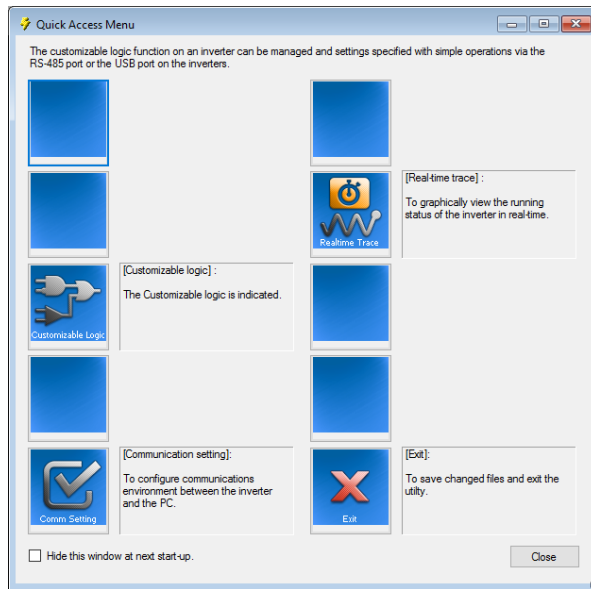 Quick Access Menu
The customizable logic function on an inverter can be managed and settings specified with simple operations via the
RS-485 port or the USB port on the inverters.
Realtime Trace
[Real-time trace] :
To graphically view the running
status of the inverter in real-time.
Customizable Logic
[Customizable logic] :
The Customizable logic is indicated.
Comm Setting
[Communication setting]:
To configure communications
environment between the inverter
and the PC.
Exit
[Exit]:
To save changed files and exit the
utilty.
Hide this window at next start-up.
Close